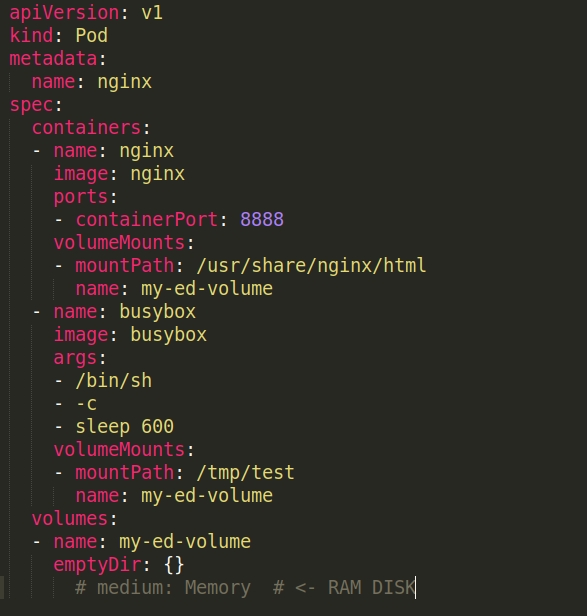 apiVersion: v1
kind: Pod
metadata:
  name: nginx
spec:
  containers:
  - name: nginx
    image: nginx
    ports:
    - containerPort: 8888
    volumeMounts:
    - mountPath: /usr/share/nginx/html
      name: my-ed-volume
  - name: busybox
    image: busybox
    args:
    - /bin/sh
    - -c
    - sleep 600
    volumeMounts:
    - mountPath: /tmp/test
      name: my-ed-volume
  volumes:
  - name: my-ed-volume
    emptyDir: {}
      # medium: Memory  # <- RAM DISK